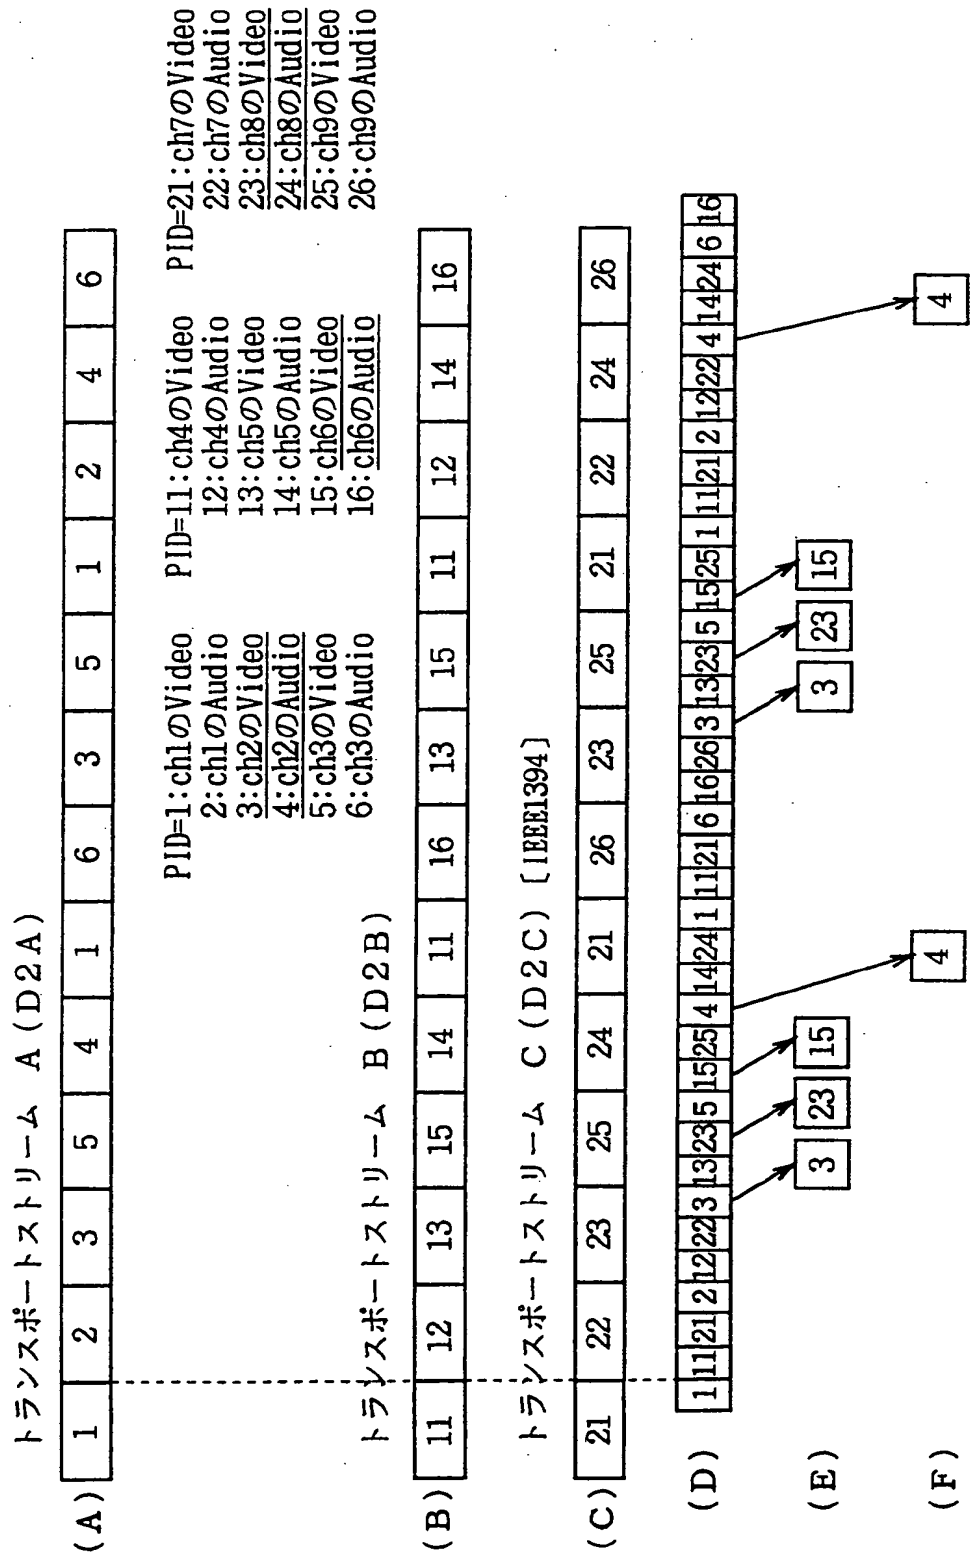 トランスポートストリーム A(D2A)
(A) 1 2 3 5 4 1 6 3 5 1 2 4 6
PID=1:ch1のVideo PID=11:ch4のVideo PID=21:ch7のVideo
2:ch1のAudio 12:ch4のAudio 22:ch7のAudio
3:ch2のVideo 13:ch5のVideo 23:ch8のVideo
4:ch2のAudio 14:ch5のAudio 24:ch8のAudio
5:ch3のVideo 15:ch6のVideo 25:ch9のVideo
6:ch3のAudio 16:ch6のAudio 26:ch9のAudio
トランスポートストリーム B(D2B)
(B) 11 12 13 15 14 11 16 13 15 11 12 14 16
トランスポートストリーム C(D2C) [IEEE1394]
(C) 21 22 23 25 24 21 26 23 25 21 22 24 26
(D) 1 11 21 2 12 22 3 13 23 5 15 25 4 14 24 1 11 21 6 16 26 3 13 23 5 15 25 1 11 21 2 12 22 4 14 24 6 16
(E) 3 23 15 3 23 15
(F) 4 4